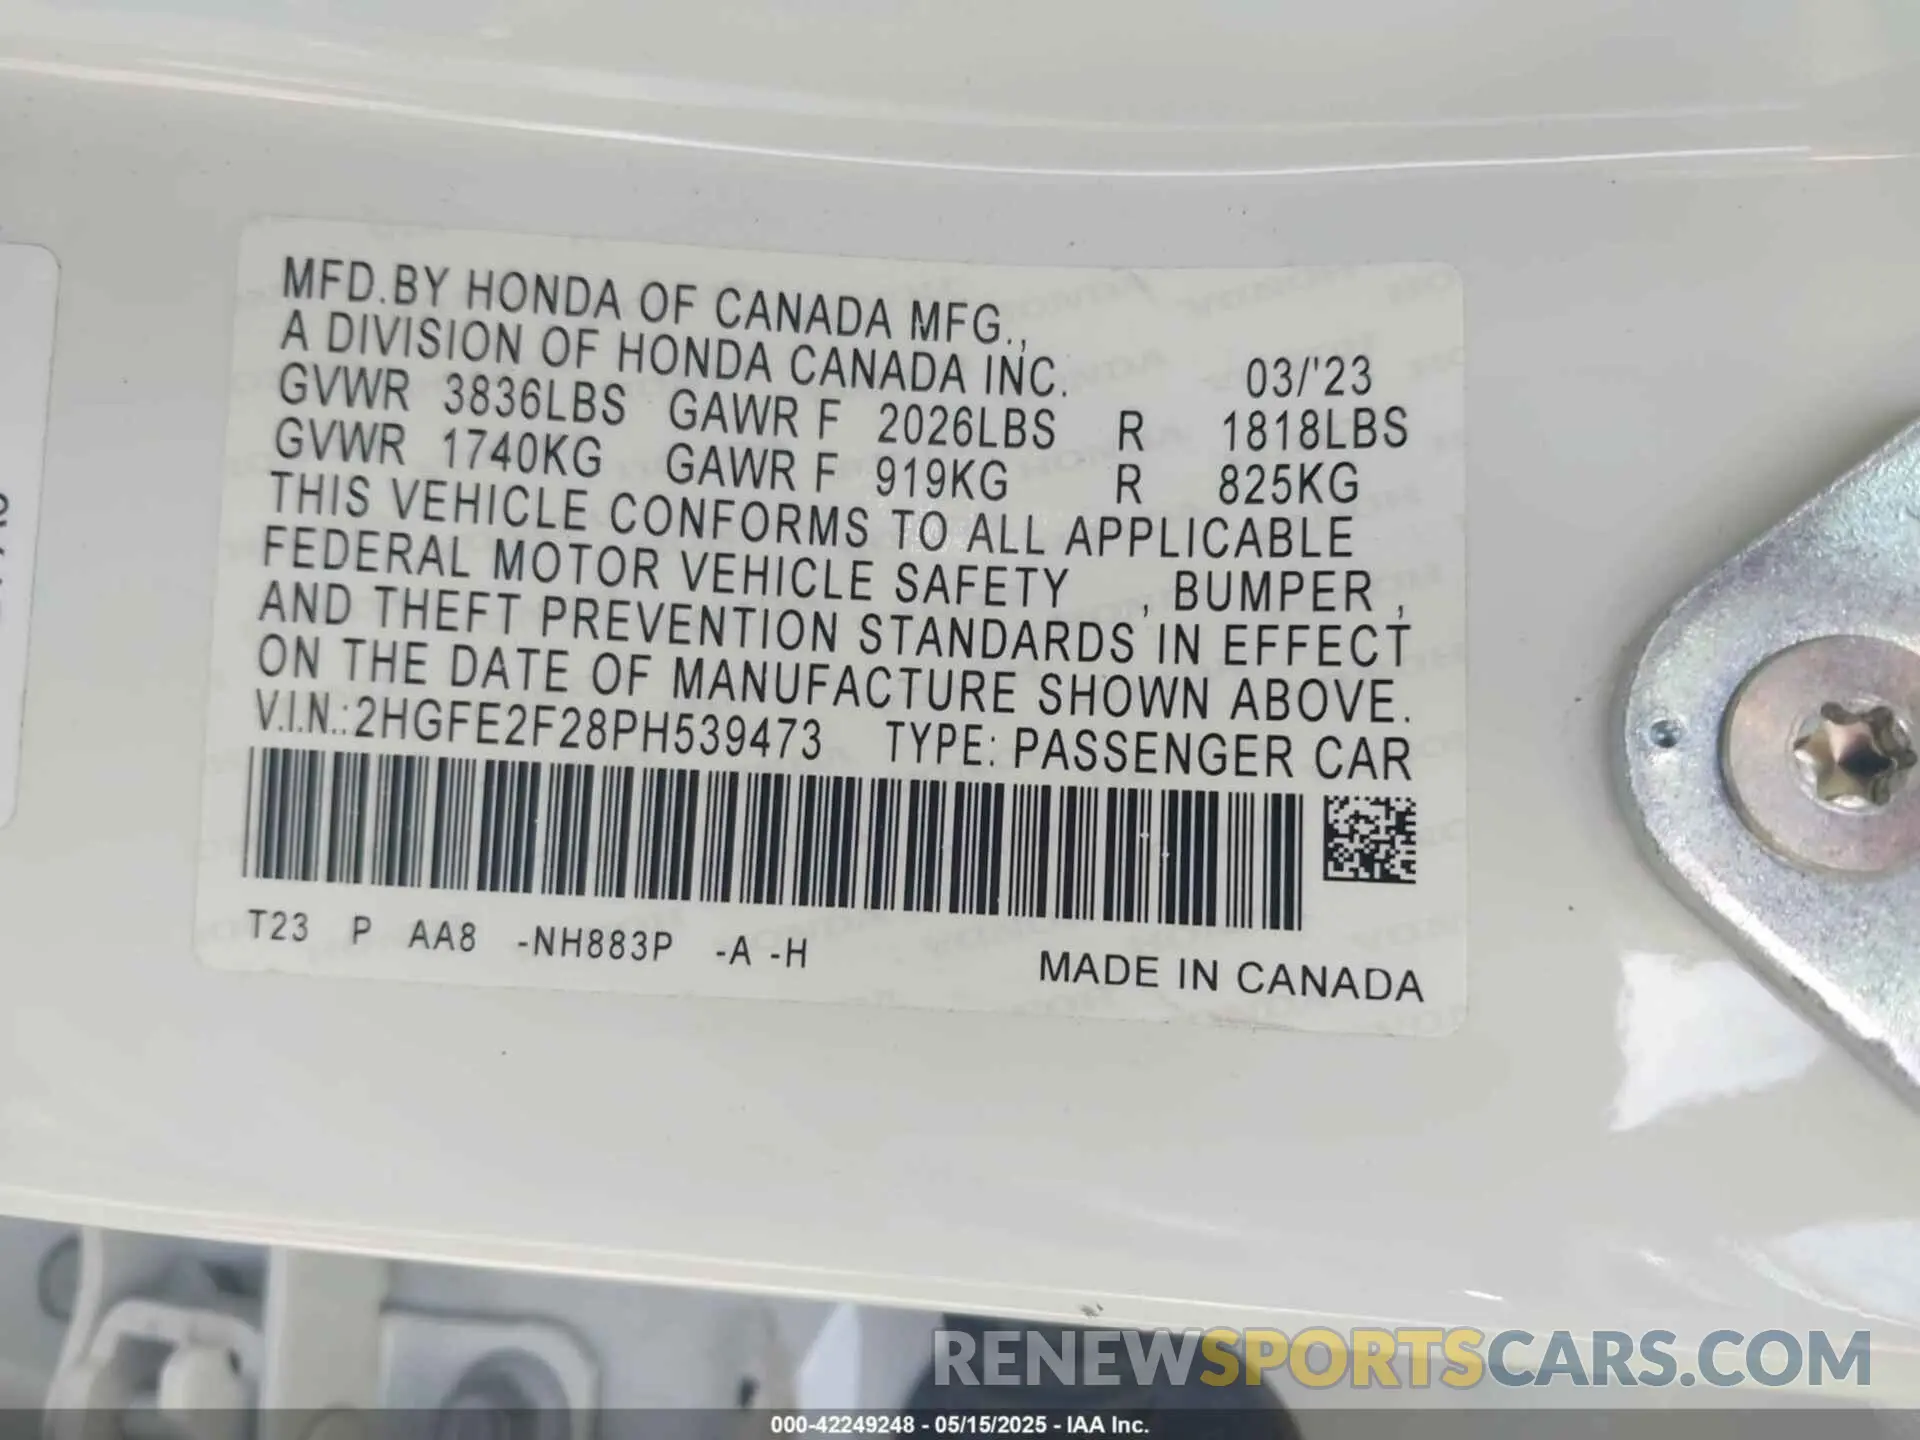 MFD.BY HONDA OF CANADA MFG.,
A DIVISION OF HONDA CANADA INC. 03/'23
GVWR 3836LBS GAWR F 2026LBS R 1818LBS
GVWR 1740KG GAWR F 919KG R 825KG
THIS VEHICLE CONFORMS TO ALL APPLICABLE
FEDERAL MOTOR VEHICLE SAFETY , BUMPER ,
AND THEFT PREVENTION STANDARDS IN EFFECT
ON THE DATE OF MANUFACTURE SHOWN ABOVE.
V.I.N.:2HGFE2F28PH539473 TYPE: PASSENGER CAR
T23 P AA8 -NH883P -A -H
MADE IN CANADA
RENEWSPORTSCARS.COM
000-42249248 - 05/15/2025 - IAA Inc.